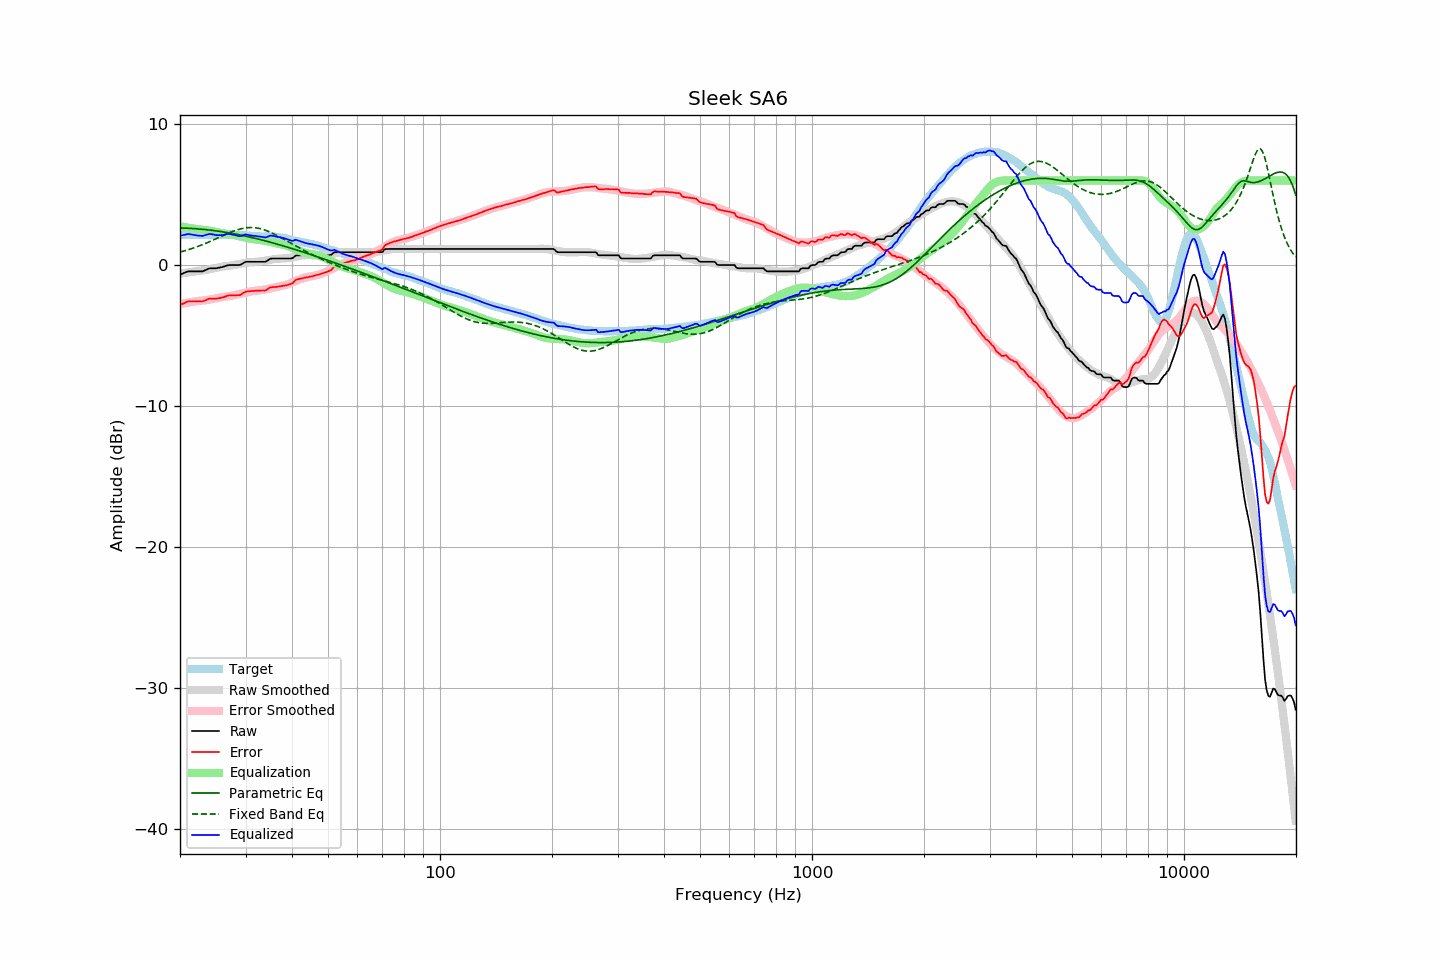 Sleek SA6
10
0
−10
−20
−30
−40
Amplitude (dBr)
Target
Raw Smoothed
Error Smoothed
Raw
Error
Equalization
Parametric Eq
Fixed Band Eq
Equalized
100 1000 10000
Frequency (Hz)